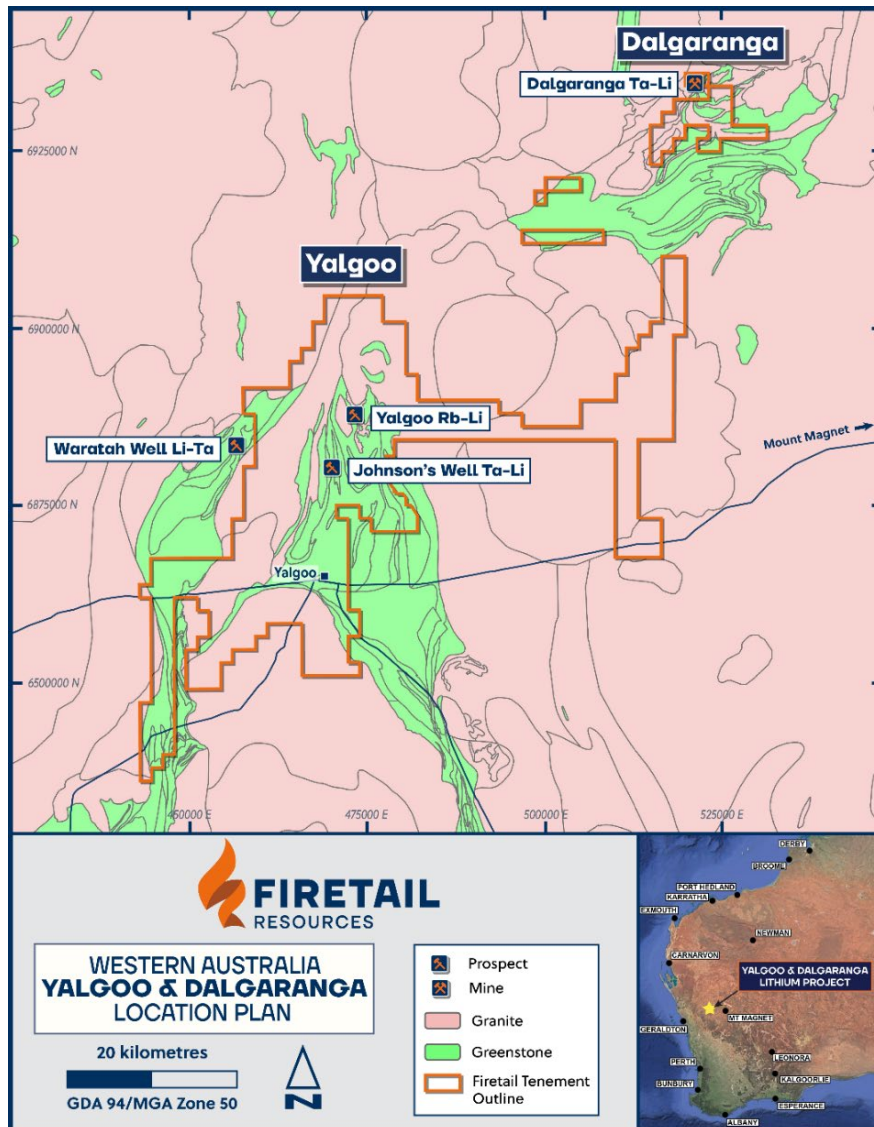 Dalgaranga
Dalgaranga Ta-Li
6925000 N
Yalgoo
6900000 N
Yalgoo Rb-Li
Waratah Well Li-Ta
Mount Magnet
Johnson's Well Ta-Li
6875000 N
Yalgoo
6500000 N
450000 E
475000 E
500000 E
525000 E
FIRETAIL
RESOURCES
WESTERN AUSTRALIA
YALGOO & DALGARANGA
LOCATION PLAN
20 kilometres
GDA 94/MGA Zone 50
N
Prospect
Mine
Granite
Greenstone
Firetail Tenement
Outline
DERBY
BROOME
PORT HEDLAND
KARRATHA
EXMOUTH
NEWMAN
CARNARVON
YALGOO & DALGARANGA
LITHIUM PROJECT
MT MAGNET
GERALDTON
LEONORA
PERTH
KALGOORLIE
BUNBURY
ESPERANCE
ALBANY